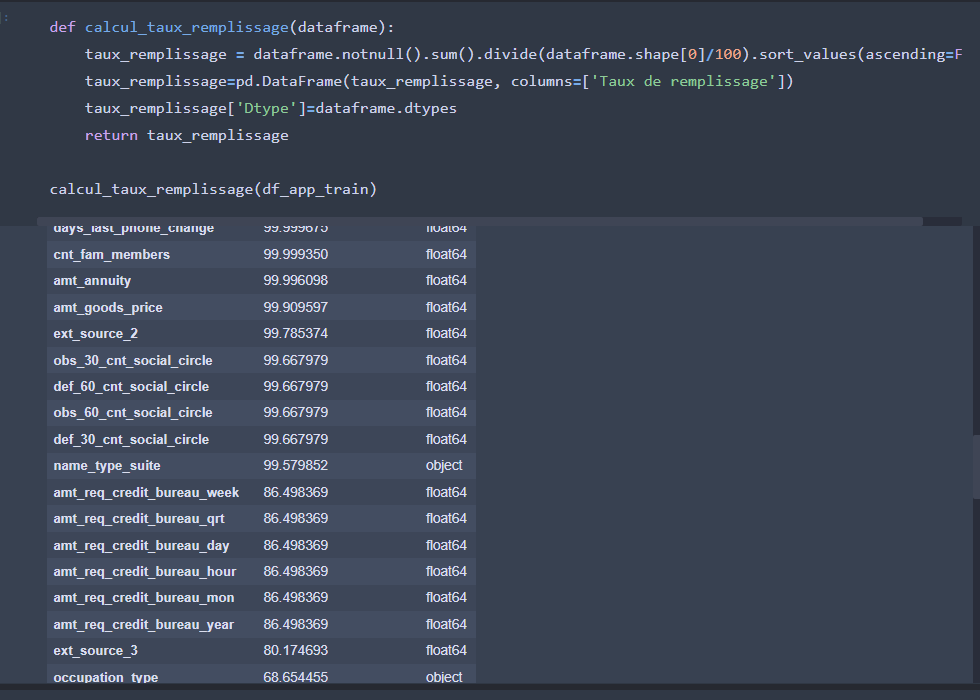 def calcul_taux_remplissage(dataframe):
    taux_remplissage = dataframe.notnull().sum().divide(dataframe.shape[0]/100).sort_values(ascending=F
    taux_remplissage=pd.DataFrame(taux_remplissage, columns=['Taux de remplissage'])
    taux_remplissage['Dtype']=dataframe.dtypes
    return taux_remplissage
calcul_taux_remplissage(df_app_train)
days_last_phone_change 99.999675 float64
cnt_fam_members 99.999350 float64
amt_annuity 99.996098 float64
amt_goods_price 99.909597 float64
ext_source_2 99.785374 float64
obs_30_cnt_social_circle 99.667979 float64
def_60_cnt_social_circle 99.667979 float64
obs_60_cnt_social_circle 99.667979 float64
def_30_cnt_social_circle 99.667979 float64
name_type_suite 99.579852 object
amt_req_credit_bureau_week 86.498369 float64
amt_req_credit_bureau_qrt 86.498369 float64
amt_req_credit_bureau_day 86.498369 float64
amt_req_credit_bureau_hour 86.498369 float64
amt_req_credit_bureau_mon 86.498369 float64
amt_req_credit_bureau_year 86.498369 float64
ext_source_3 80.174693 float64
occupation_type 68.654455 object